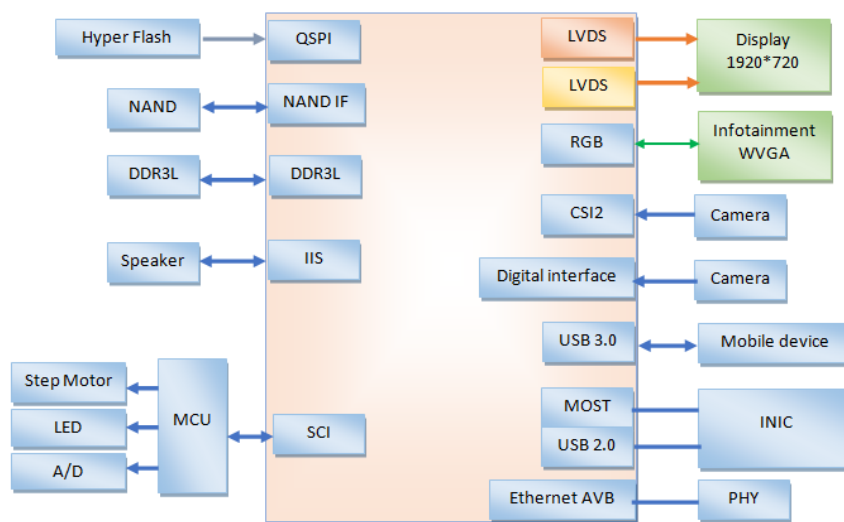 Hyper Flash
QSPI
LVDS
Display
1920*720
NAND
NAND IF
LVDS
RGB
Infotainment
WVGA
DDR3L
DDR3L
CSI2
Camera
Speaker
IIS
Digital interface
Camera
USB 3.0
Mobile device
Step Motor
MCU
LED
SCI
A/D
MOST
INIC
USB 2.0
Ethernet AVB
PHY